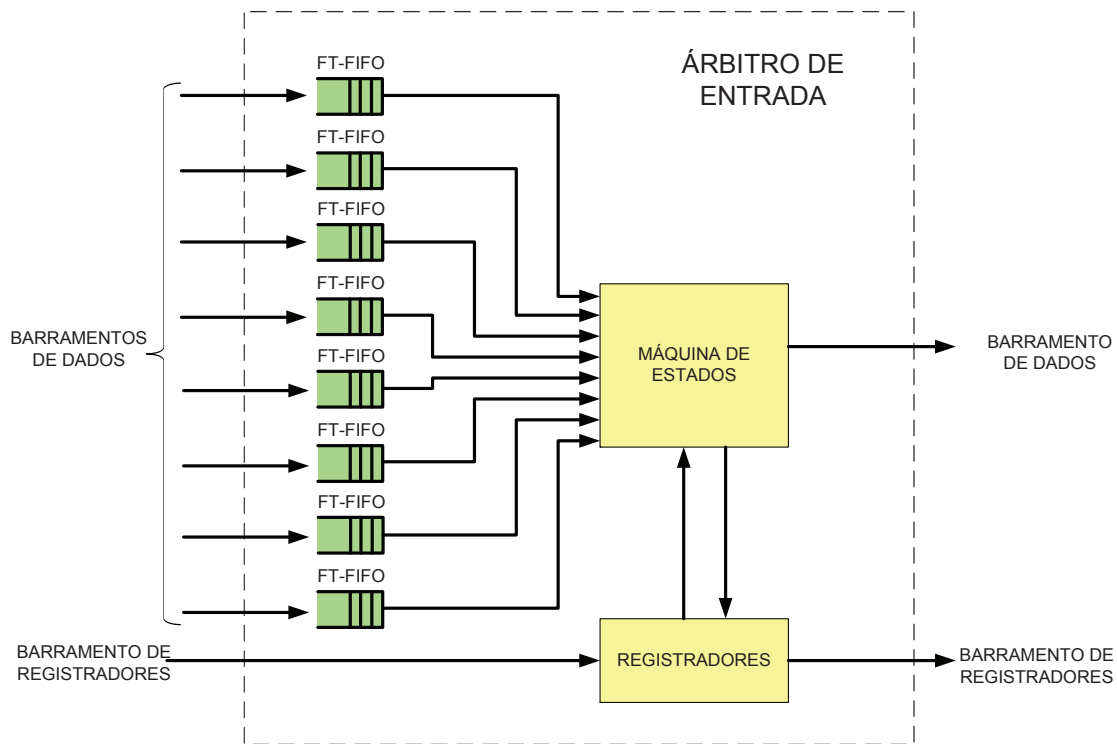 ÁRBITRO DE
ENTRADA
FT-FIFO
FT-FIFO
FT-FIFO
FT-FIFO
FT-FIFO
FT-FIFO
FT-FIFO
FT-FIFO
BARRAMENTOS
DE DADOS
MÁQUINA DE
ESTADOS
BARRAMENTO
DE DADOS
BARRAMENTO DE
REGISTRADORES
REGISTRADORES
BARRAMENTO DE
REGISTRADORES